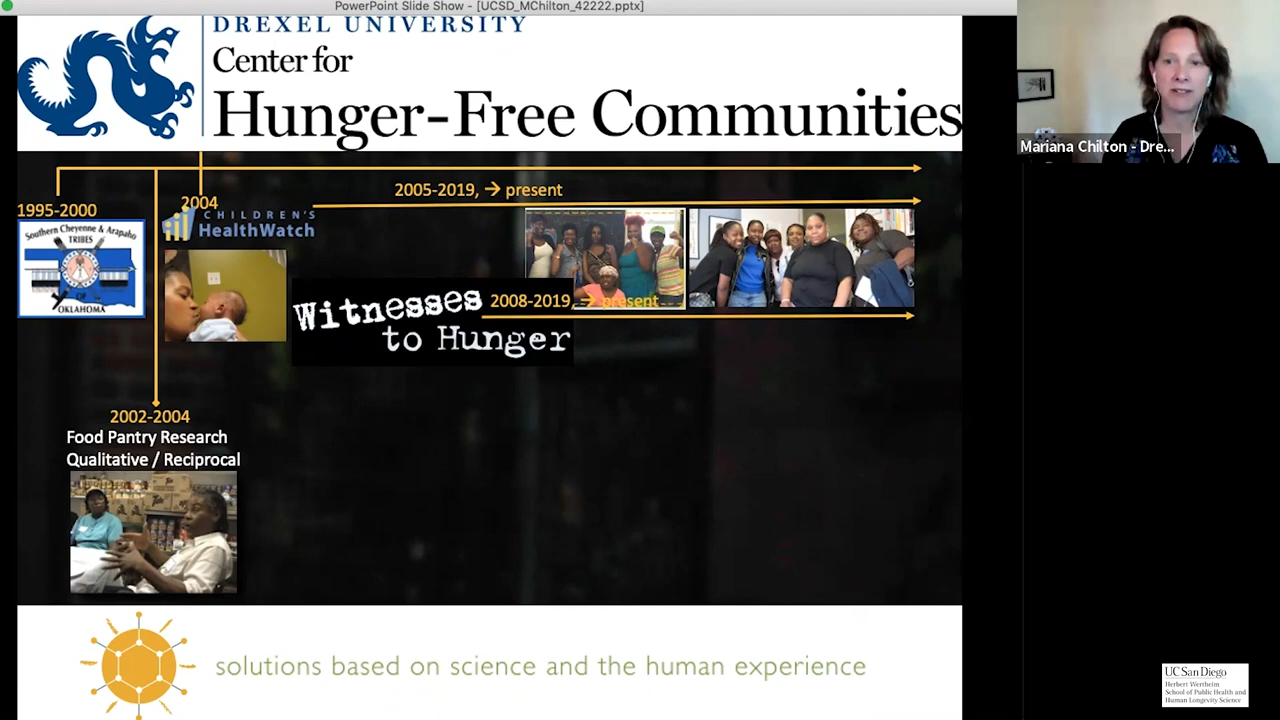 PowerPoint Slide Show - [UCSD_MChilton_42222.pptx]
DREXEL UNIVERSITY
Center for
Hunger-Free Communities
Mariana Chilton - Dre...
2005-2019, → present
1995-2000
2004
CHILDREN'S
HealthWatch
Southern Cheyenne & Arapaho
TRIBES
OF
OKLAHOMA
Witnesses
to Hunger
2008-2019, → present
2002-2004
Food Pantry Research
Qualitative / Reciprocal
solutions based on science and the human experience
UC San Diego
Herbert Wertheim
School of Public Health and
Human Longevity Science